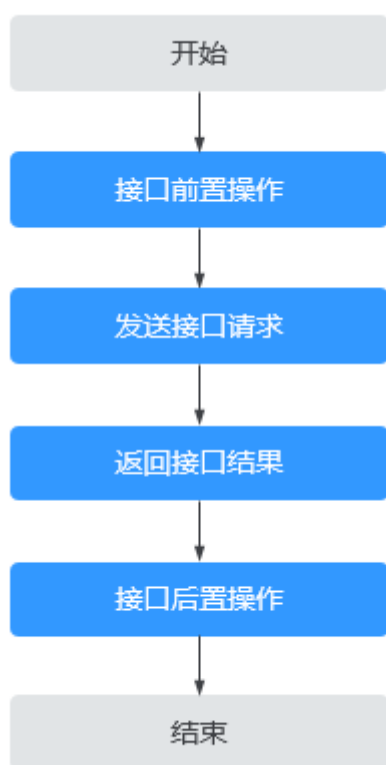 开始
接口前置操作
发送接口请求
返回接口结果
接口后置操作
结束